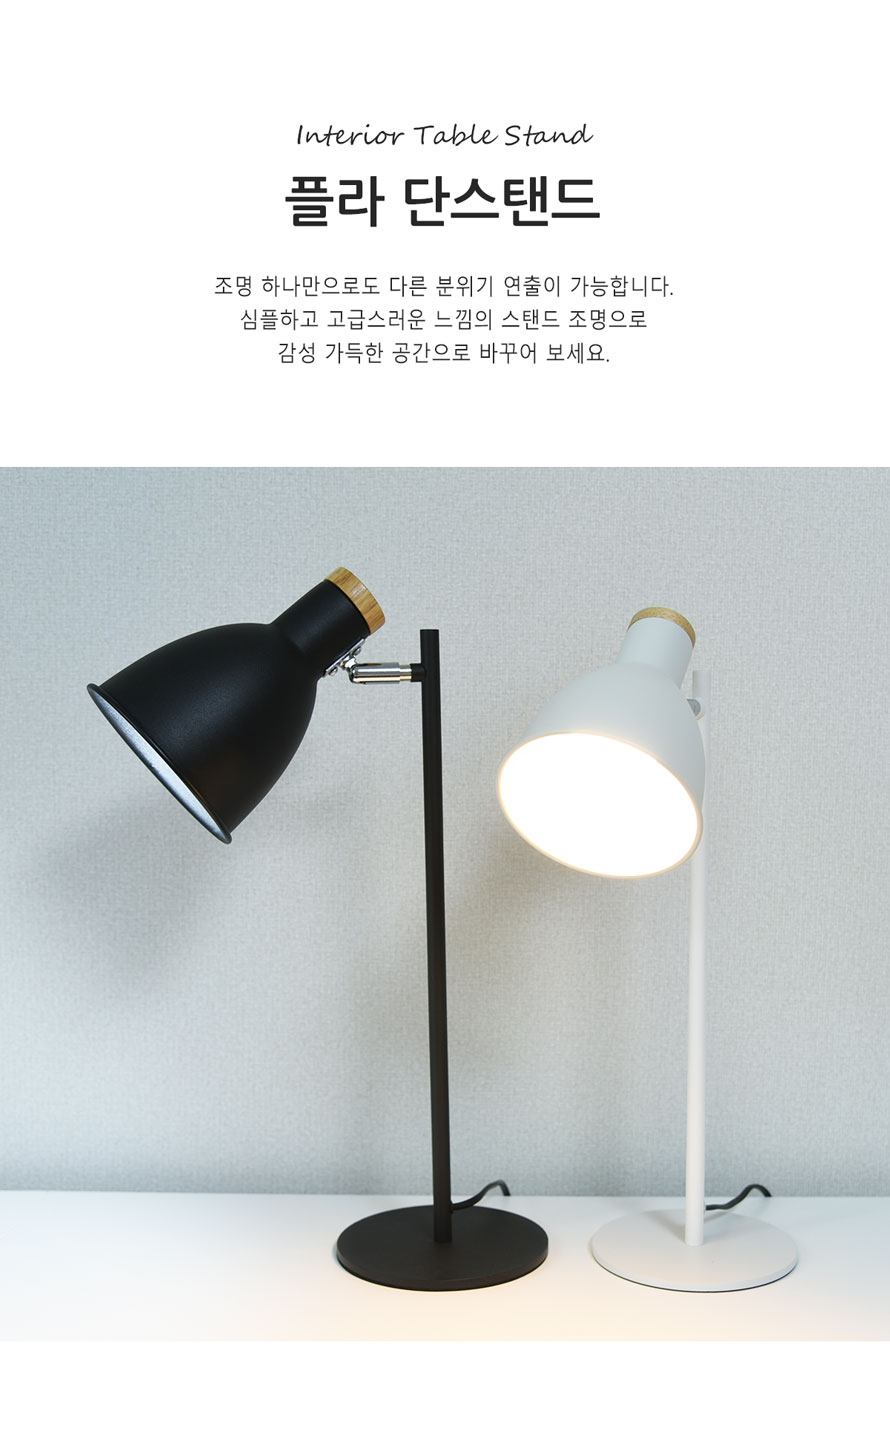 Interior Table Stand
플라 단스탠드
조명 하나만으로도 다른 분위기 연출이 가능합니다.
심플하고 고급스러운 느낌의 스탠드 조명으로
감성 가득한 공간으로 바꾸어 보세요.